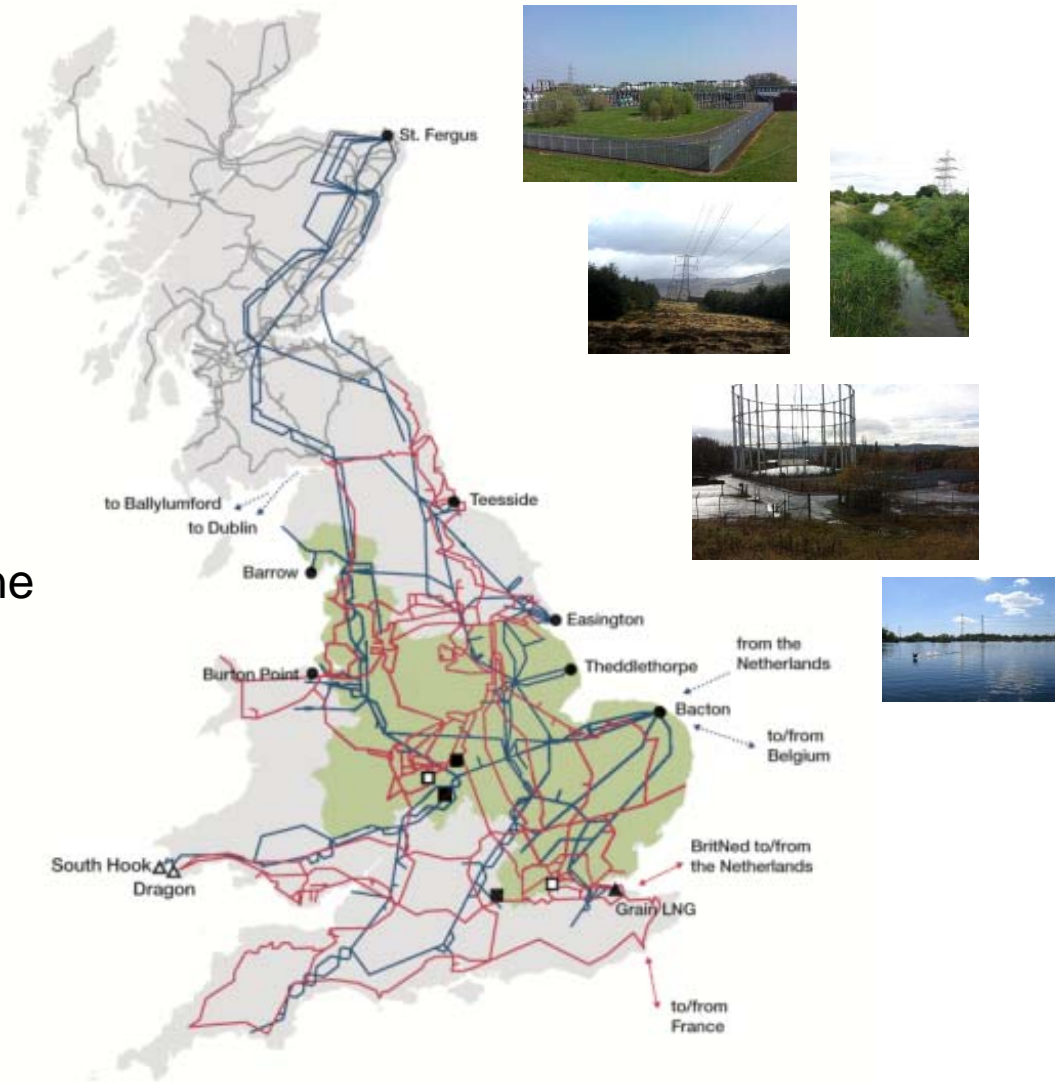 St. Fergus
to Ballylumford
to Dublin
Teesside
ne
Barrow
Easington
from the
Netherlands
Burton Point
Theddlethorpe
Bacton
to/from
Belgium
South Hook
Dragon
BritNed to/from
the Netherlands
Grain LNG
to/from
France